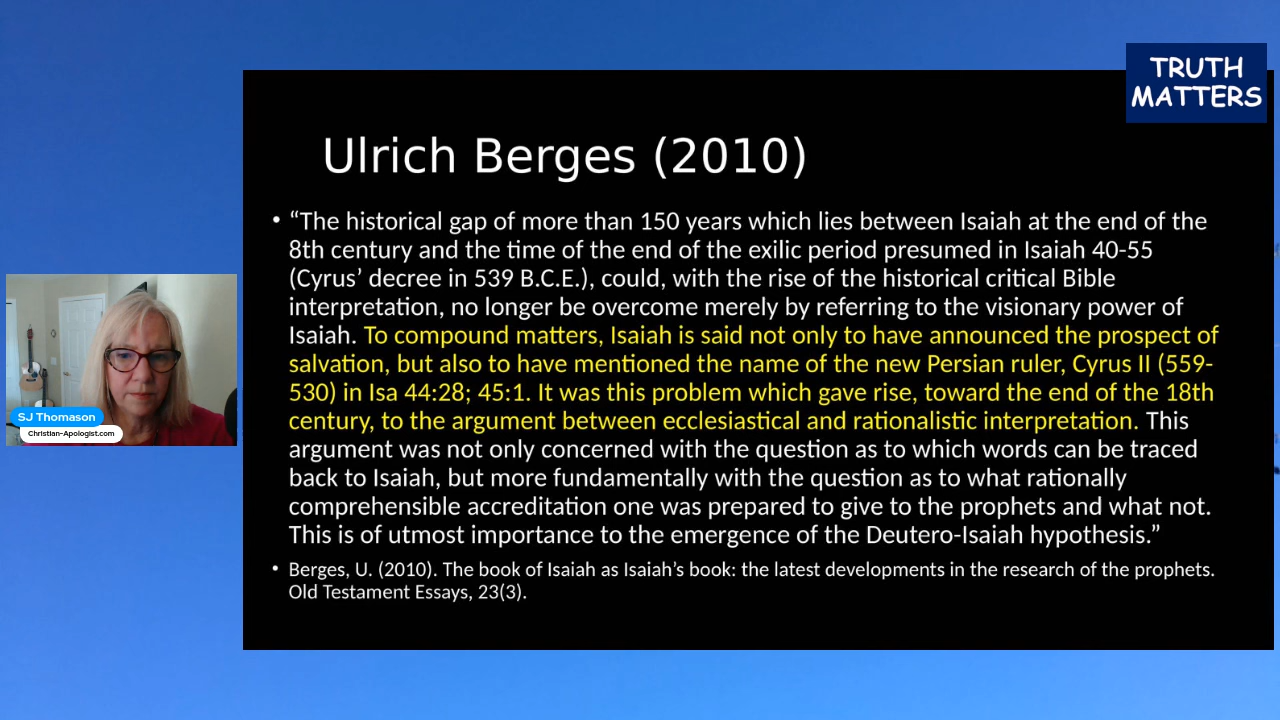 TRUTH
MATTERS
Ulrich Berges (2010)
• “The historical gap of more than 150 years which lies between Isaiah at the end of the
8th century and the time of the end of the exilic period presumed in Isaiah 40-55
(Cyrus’ decree in 539 B.C.E.), could, with the rise of the historical critical Bible
interpretation, no longer be overcome merely by referring to the visionary power of
Isaiah. To compound matters, Isaiah is said not only to have announced the prospect of
salvation, but also to have mentioned the name of the new Persian ruler, Cyrus II (559-
530) in Isa 44:28; 45:1. It was this problem which gave rise, toward the end of the 18th
century, to the argument between ecclesiastical and rationalistic interpretation. This
argument was not only concerned with the question as to which words can be traced
back to Isaiah, but more fundamentally with the question as to what rationally
comprehensible accreditation one was prepared to give to the prophets and what not.
This is of utmost importance to the emergence of the Deutero-Isaiah hypothesis.”
• Berges, U. (2010). The book of Isaiah as Isaiah’s book: the latest developments in the research of the prophets.
Old Testament Essays, 23(3).
SJ Thomason
Christian-Apologist.com